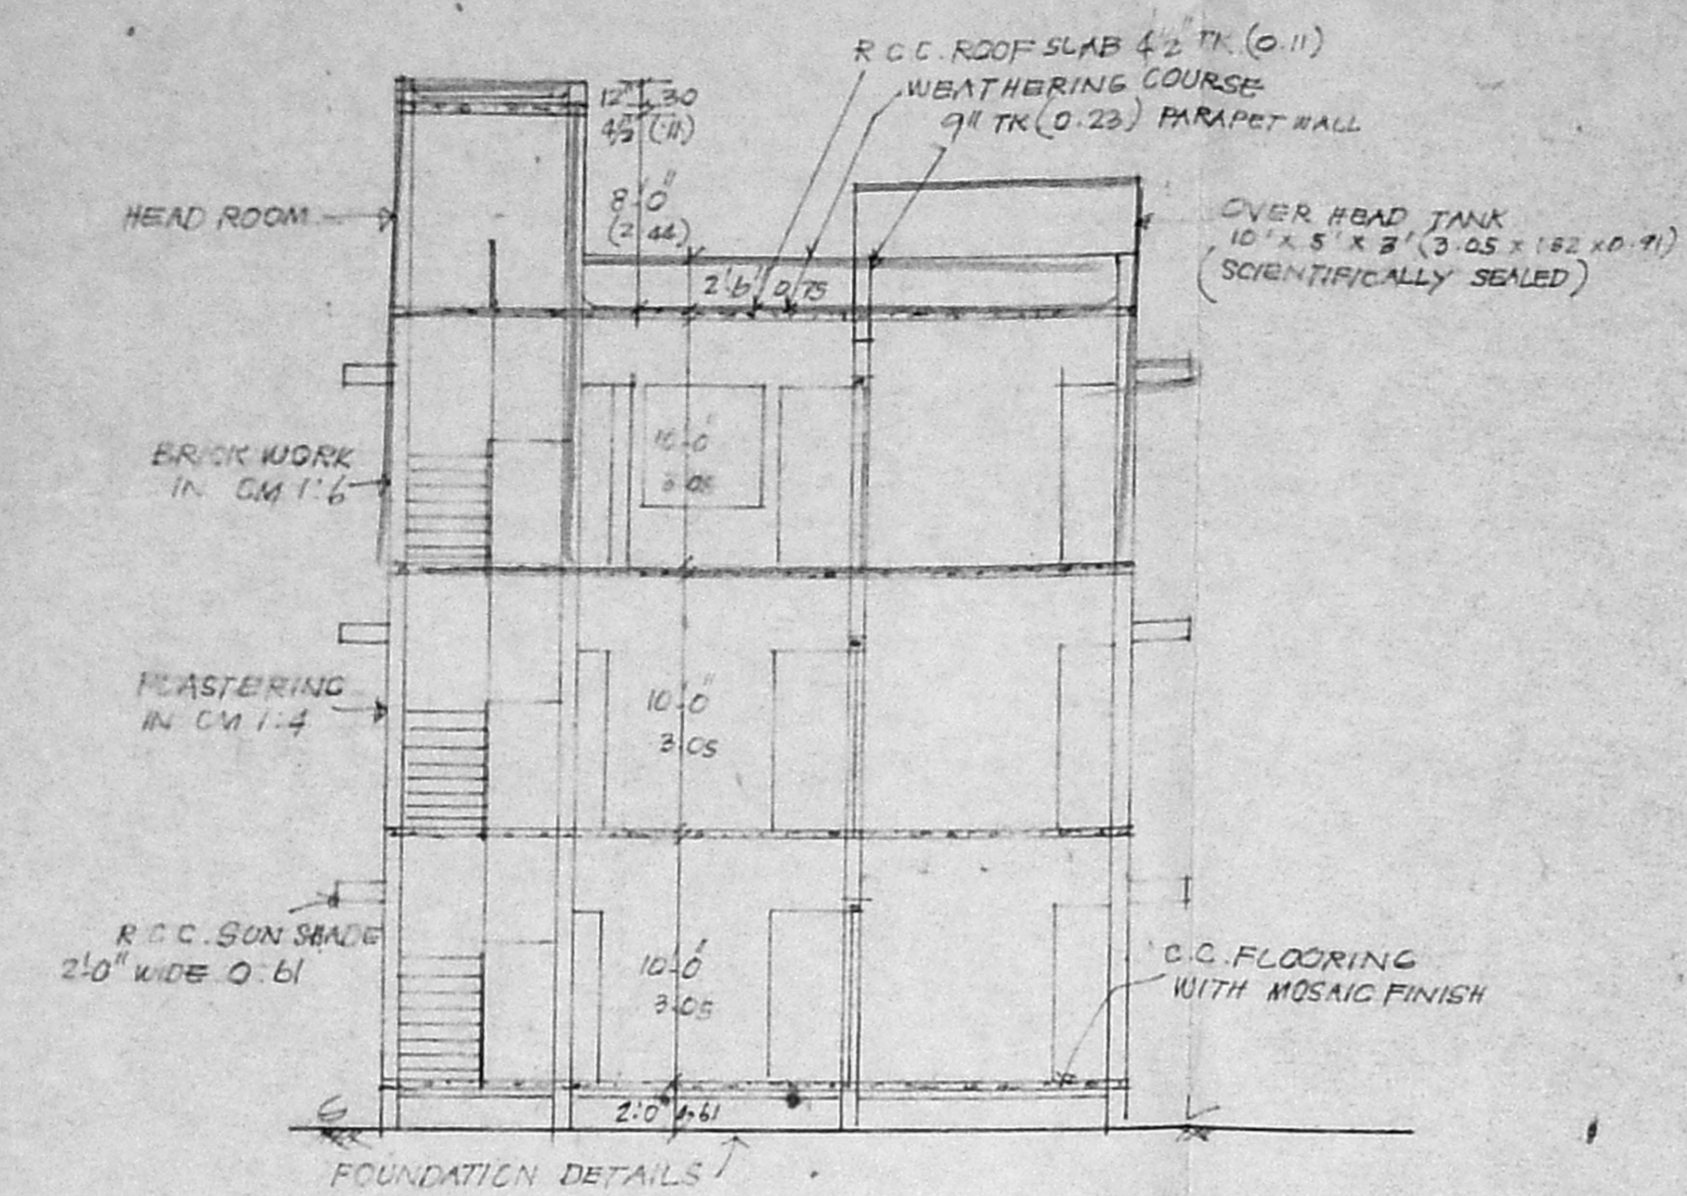 R C C. ROOF SLAB 4½" TK (0.11)
WEATHERING COURSE
9" TK (0.23) PARAPET WALL
12" .30
4½" (.11)
HEAD ROOM
8'-0"
(2.44)
OVER HEAD TANK
10' x 5' x 3' (3.05 x 1.52 x 0.91)
(SCIENTIFICALLY SEALED)
2'.6" 0.75
BRICK WORK
IN CM 1:6
10'-0"
3.05
PLASTERING
IN CM 1:4
10'-0"
3.05
R C C. SUN SHADE
2'-0" WIDE 0.61
10'-0"
3.05
C.C. FLOORING
WITH MOSAIC FINISH
2'.0" 0.61
FOUNDATION DETAILS